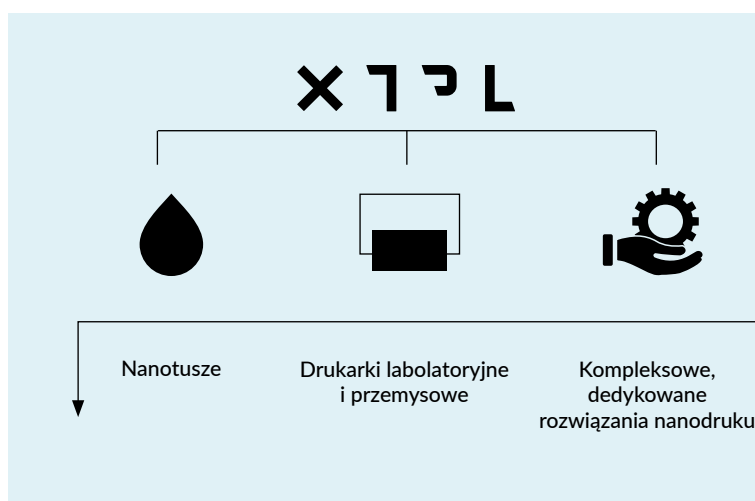 XTPL
Nanotusze
Drukarki labolatoryjne
i przemysowe
Kompleksowe,
dedykowane
rozwiązania nanodruku